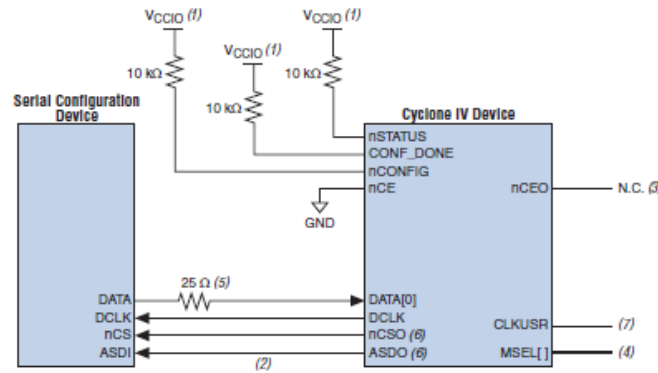 VCCIO (1)
VCCIO (1)
VCCIO (1)
10 kΩ
10 kΩ
10 kΩ
Serial Configuration
Device
Cyclone IV Device
nSTATUS
CONF_DONE
nCONFIG
nCE
nCEO
N.C. (3)
GND
25 Ω (5)
DATA
DATA[0]
DCLK
DCLK
nCS
nCSO (6)
CLKUSR
(7)
ASDI
ASDO (6)
MSEL[ ]
(4)
(2)